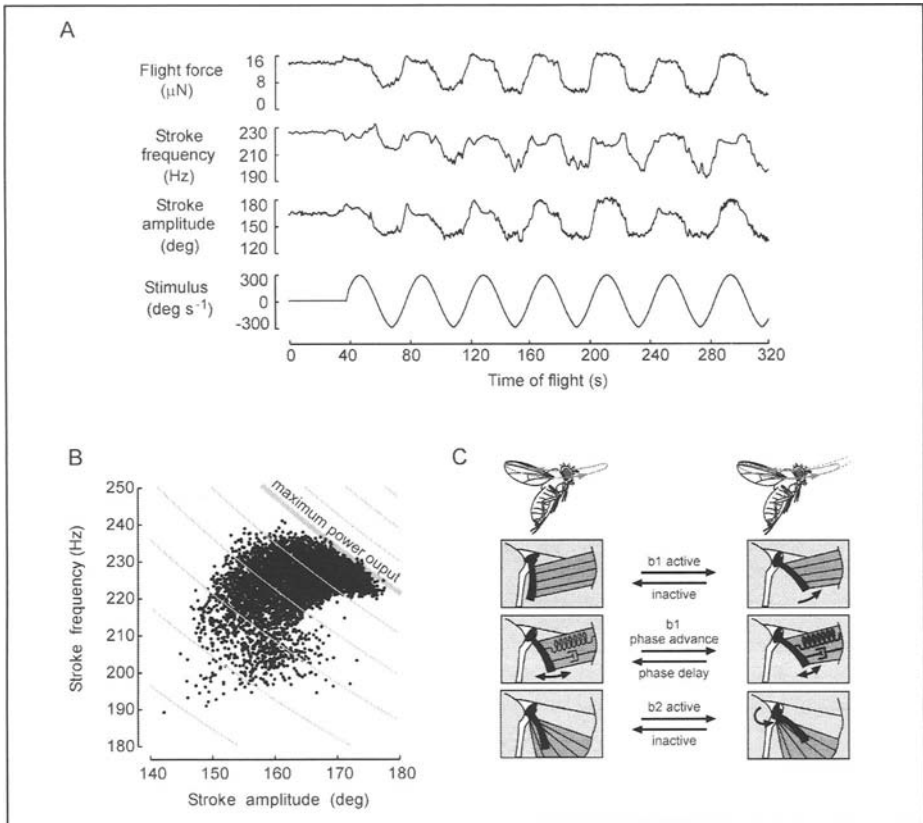 A
Flight force
(μN)
16
8
0
Stroke
frequency
(Hz)
230
210
190
Stroke
amplitude
(deg)
180
150
120
Stimulus
(deg s⁻¹)
300
0
-300
0 40 80 120 160 200 240 280 320
Time of flight (s)
B
Stroke frequency (Hz)
250
240
230
220
210
200
190
180
maximum power ouput
140 150 160 170 180
Stroke amplitude (deg)
C
b1 active
inactive
b1
phase advance
phase delay
b2 active
inactive